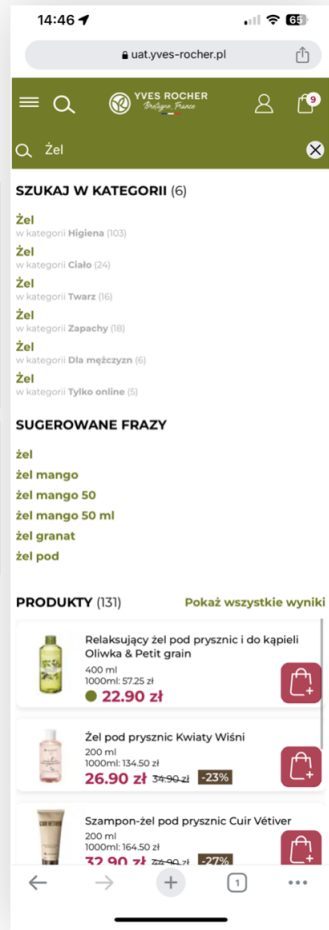 14:46
65
uat.yves-rocher.pl
YVES ROCHER
Bretagne, France
9
Żel
SZUKAJ W KATEGORII (6)
Żel
w kategorii Higiena (103)
Żel
w kategorii Ciało (24)
Żel
w kategorii Twarz (16)
Żel
w kategorii Zapachy (18)
Żel
w kategorii Dla mężczyzn (6)
Żel
w kategorii Tylko online (5)
SUGEROWANE FRAZY
żel
żel mango
żel mango 50
żel mango 50 ml
żel granat
żel pod
PRODUKTY (131) Pokaż wszystkie wyniki
Relaksujący żel pod prysznic i do kąpieli
Oliwka & Petit grain
400 ml
1000ml: 57.25 zł
22.90 zł
Żel pod prysznic Kwiaty Wiśni
200 ml
1000ml: 134.50 zł
26.90 zł 34.90 zł -23%
Szampon-żel pod prysznic Cuir Vétiver
200 ml
1000ml: 164.50 zł
32.90 zł 44.90 zł -27%
CUIR VÉTIVER
1